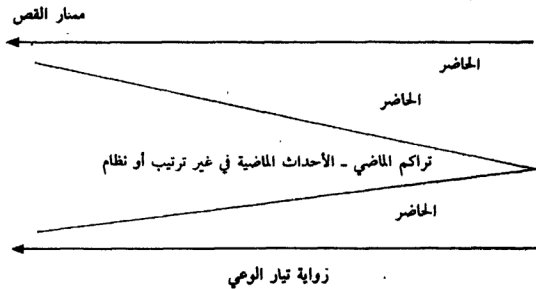 مسار القص
الحاضر
الحاضر
تراكم الماضي - الأحداث الماضية في غير ترتيب أو نظام
الحاضر
زواية تيار الوعي